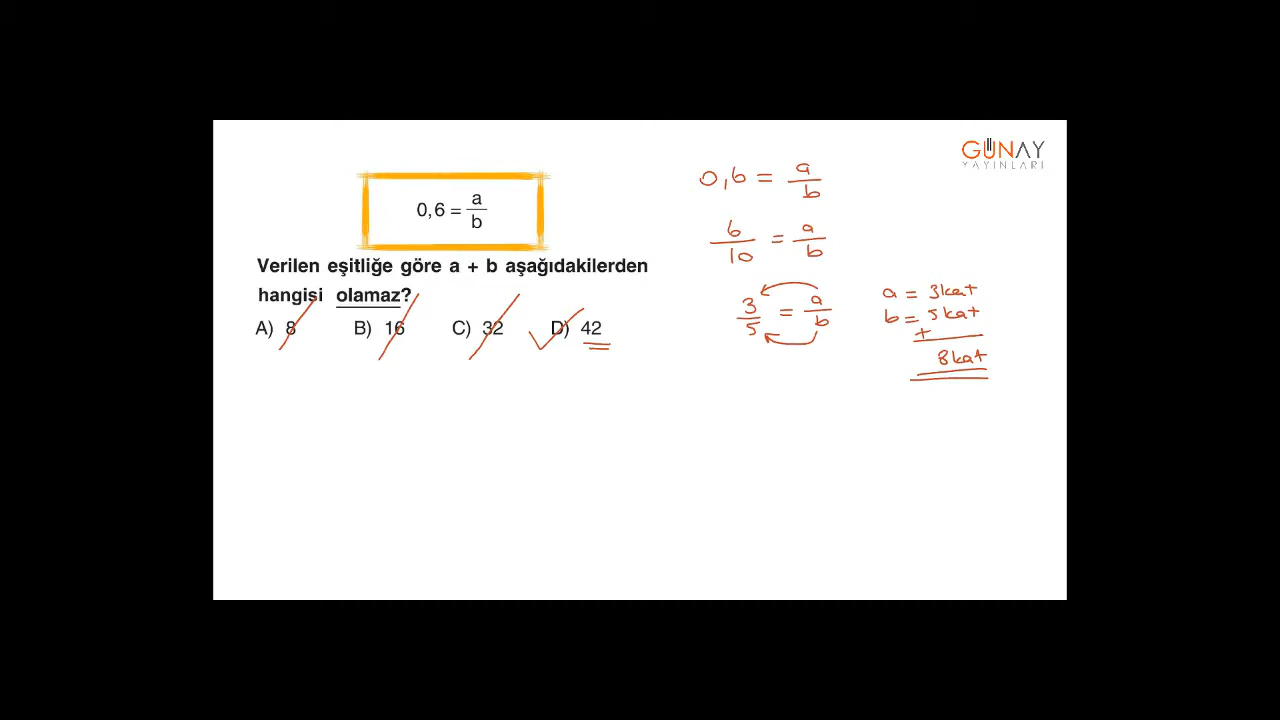 GÜNAY
YAYINLARI
0,6 = a/b
Verilen eşitliğe göre a + b aşağıdakilerden
hangisi olamaz?
A) 8 B) 16 C) 32 D) 42
0,6 = a/b
6/10 = a/b
3/5 = a/b
a = 3kat
b = 5kat
+
8kat